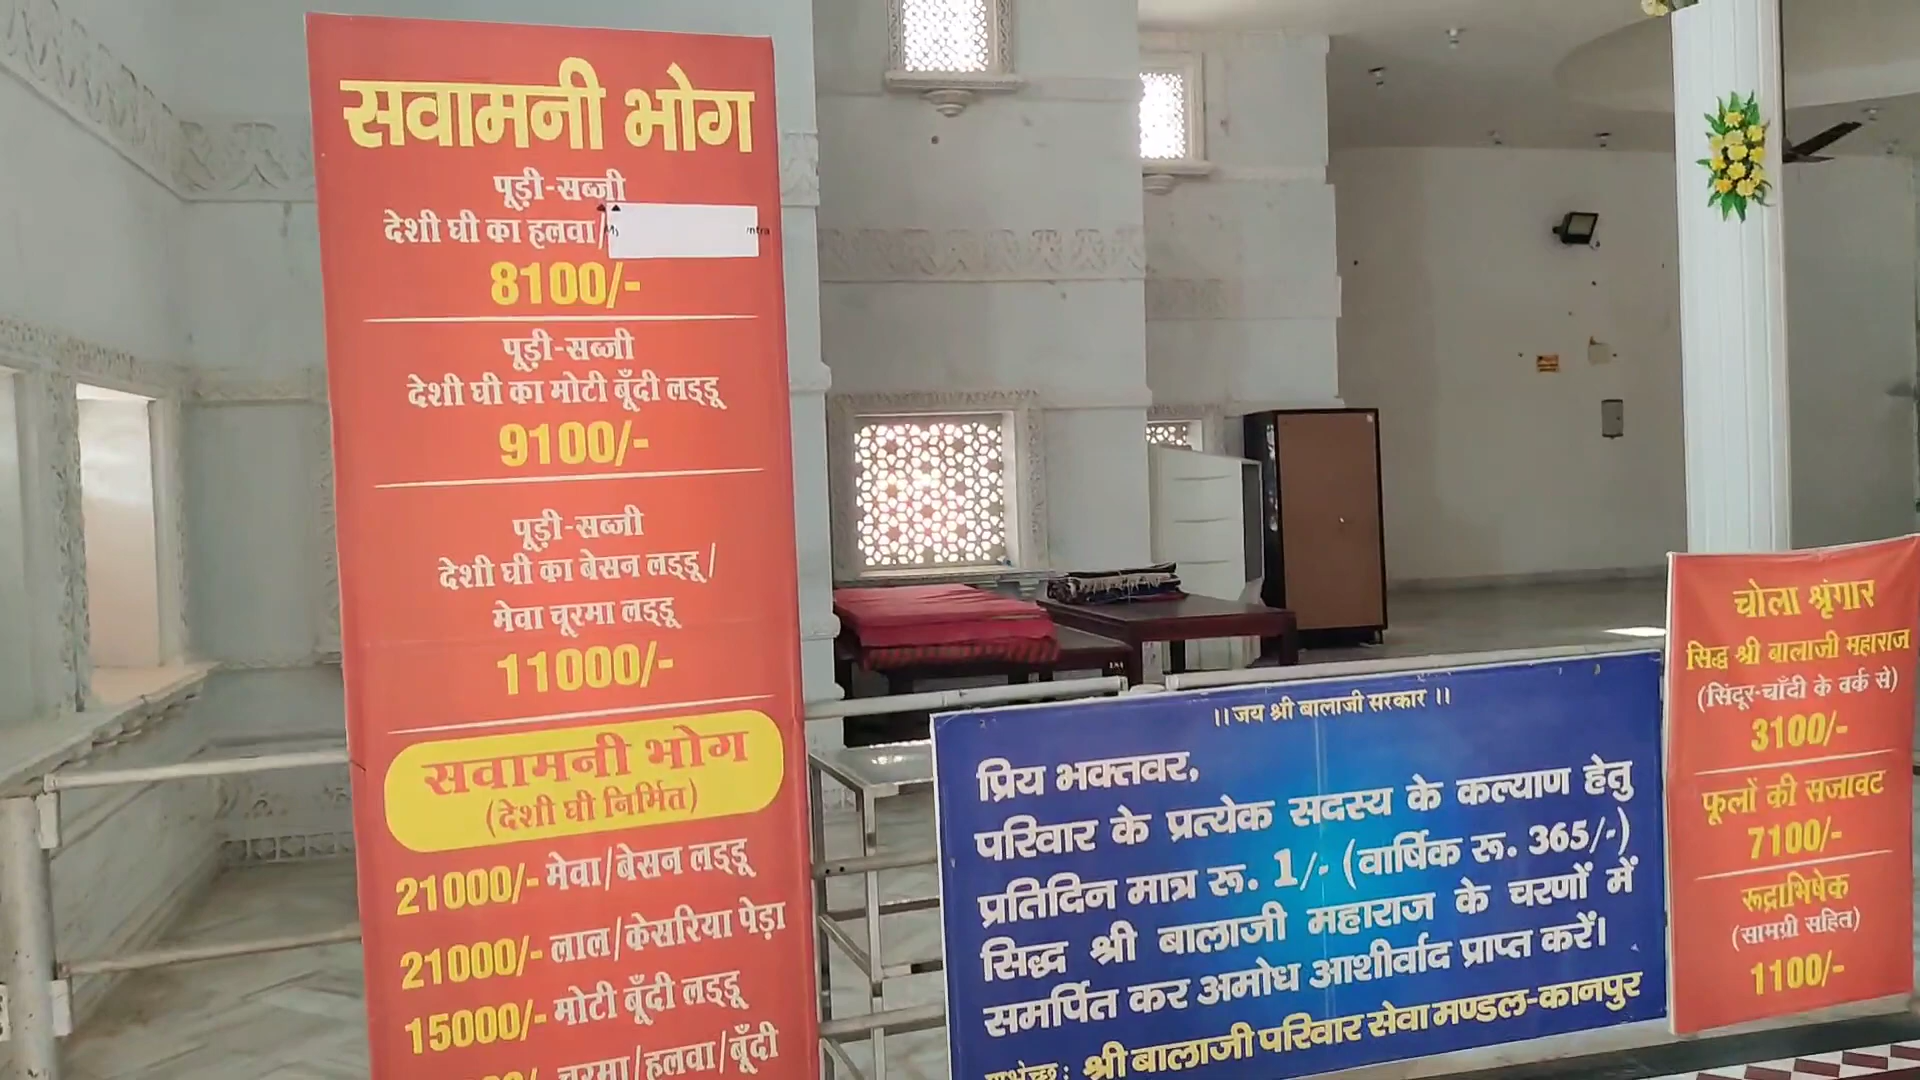 सवामनी भोग
पूड़ी-सब्जी
देशी घी का हलवा/
8100/-
पूड़ी-सब्जी
देशी घी का मोटी बूँदी लड्डू
9100/-
पूड़ी-सब्जी
देशी घी का बेसन लड्डू/
मेवा चूरमा लड्डू
11000/-
सवामनी भोग
(देशी घी निर्मित)
21000/- मेवा/बेसन लड्डू
21000/- लाल/केसरिया पेड़ा
15000/- मोटी बूँदी लड्डू
चूरमा/हलवा/बूँदी
।। जय श्री बालाजी सरकार ।।
प्रिय भक्तवर,
परिवार के प्रत्येक सदस्य के कल्याण हेतु
प्रतिदिन मात्र रू. 1/- (वार्षिक रू. 365/-)
सिद्ध श्री बालाजी महाराज के चरणों में
समर्पित कर अमोध आशीर्वाद प्राप्त करें।
श्री बालाजी परिवार सेवा मण्डल-कानपुर
चोला श्रृंगार
सिद्ध श्री बालाजी महाराज
(सिंदूर-चाँदी के वर्क से)
3100/-
फूलों की सजावट
7100/-
रूद्राभिषेक
(सामग्री सहित)
1100/-